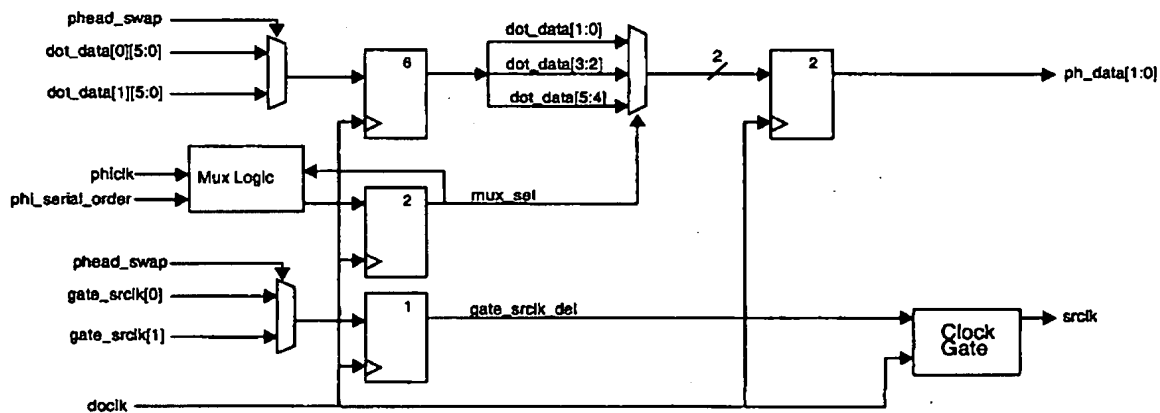 phead_swap
dot_data[0][5:0]
dot_data[1][5:0]
6
dot_data[1:0]
dot_data[3:2]
dot_data[5:4]
2
2
ph_data[1:0]
phiclk
phi_serial_order
Mux Logic
2
mux_sel
phead_swap
gate_srclk[0]
gate_srclk[1]
1
gate_srclk_del
Clock
Gate
srclk
doclk